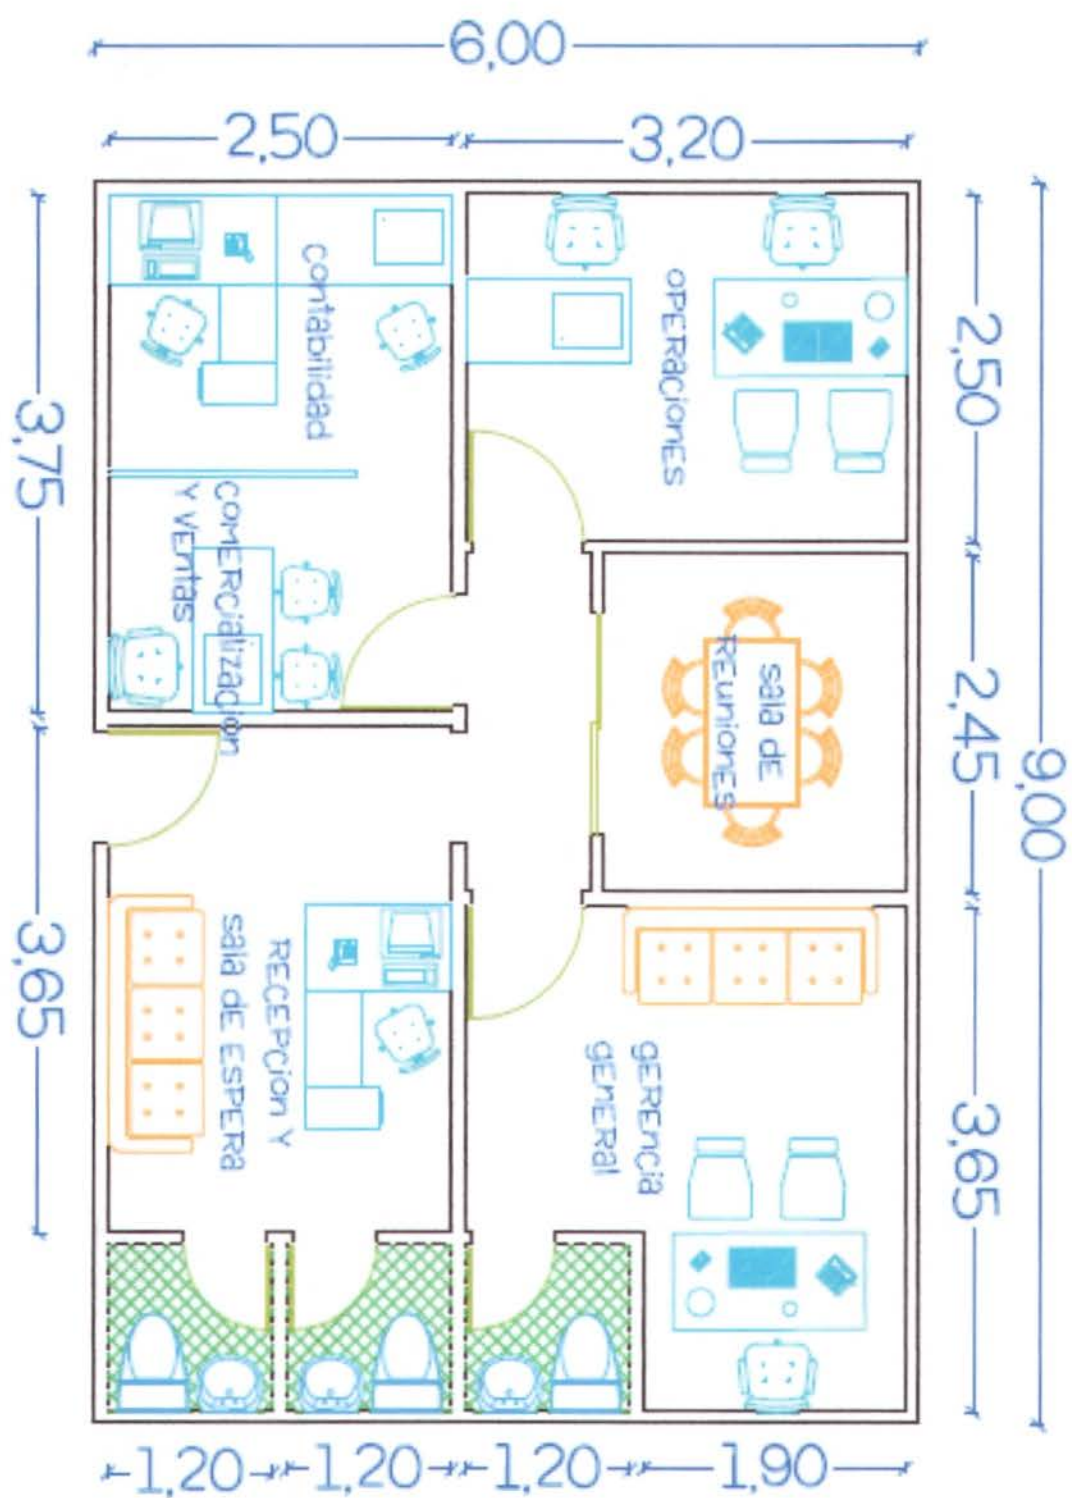 6,00
2,50
3,20
contabilidad
OPERaciones
COMERcialización
Y VEntas
sala dE
REunionES
RECEPcion Y
sala dE ESPERa
gEREncia
gEnERal
3,75
3,65
2,50
2,45
3,65
9,00
1,20
1,20
1,20
1,90